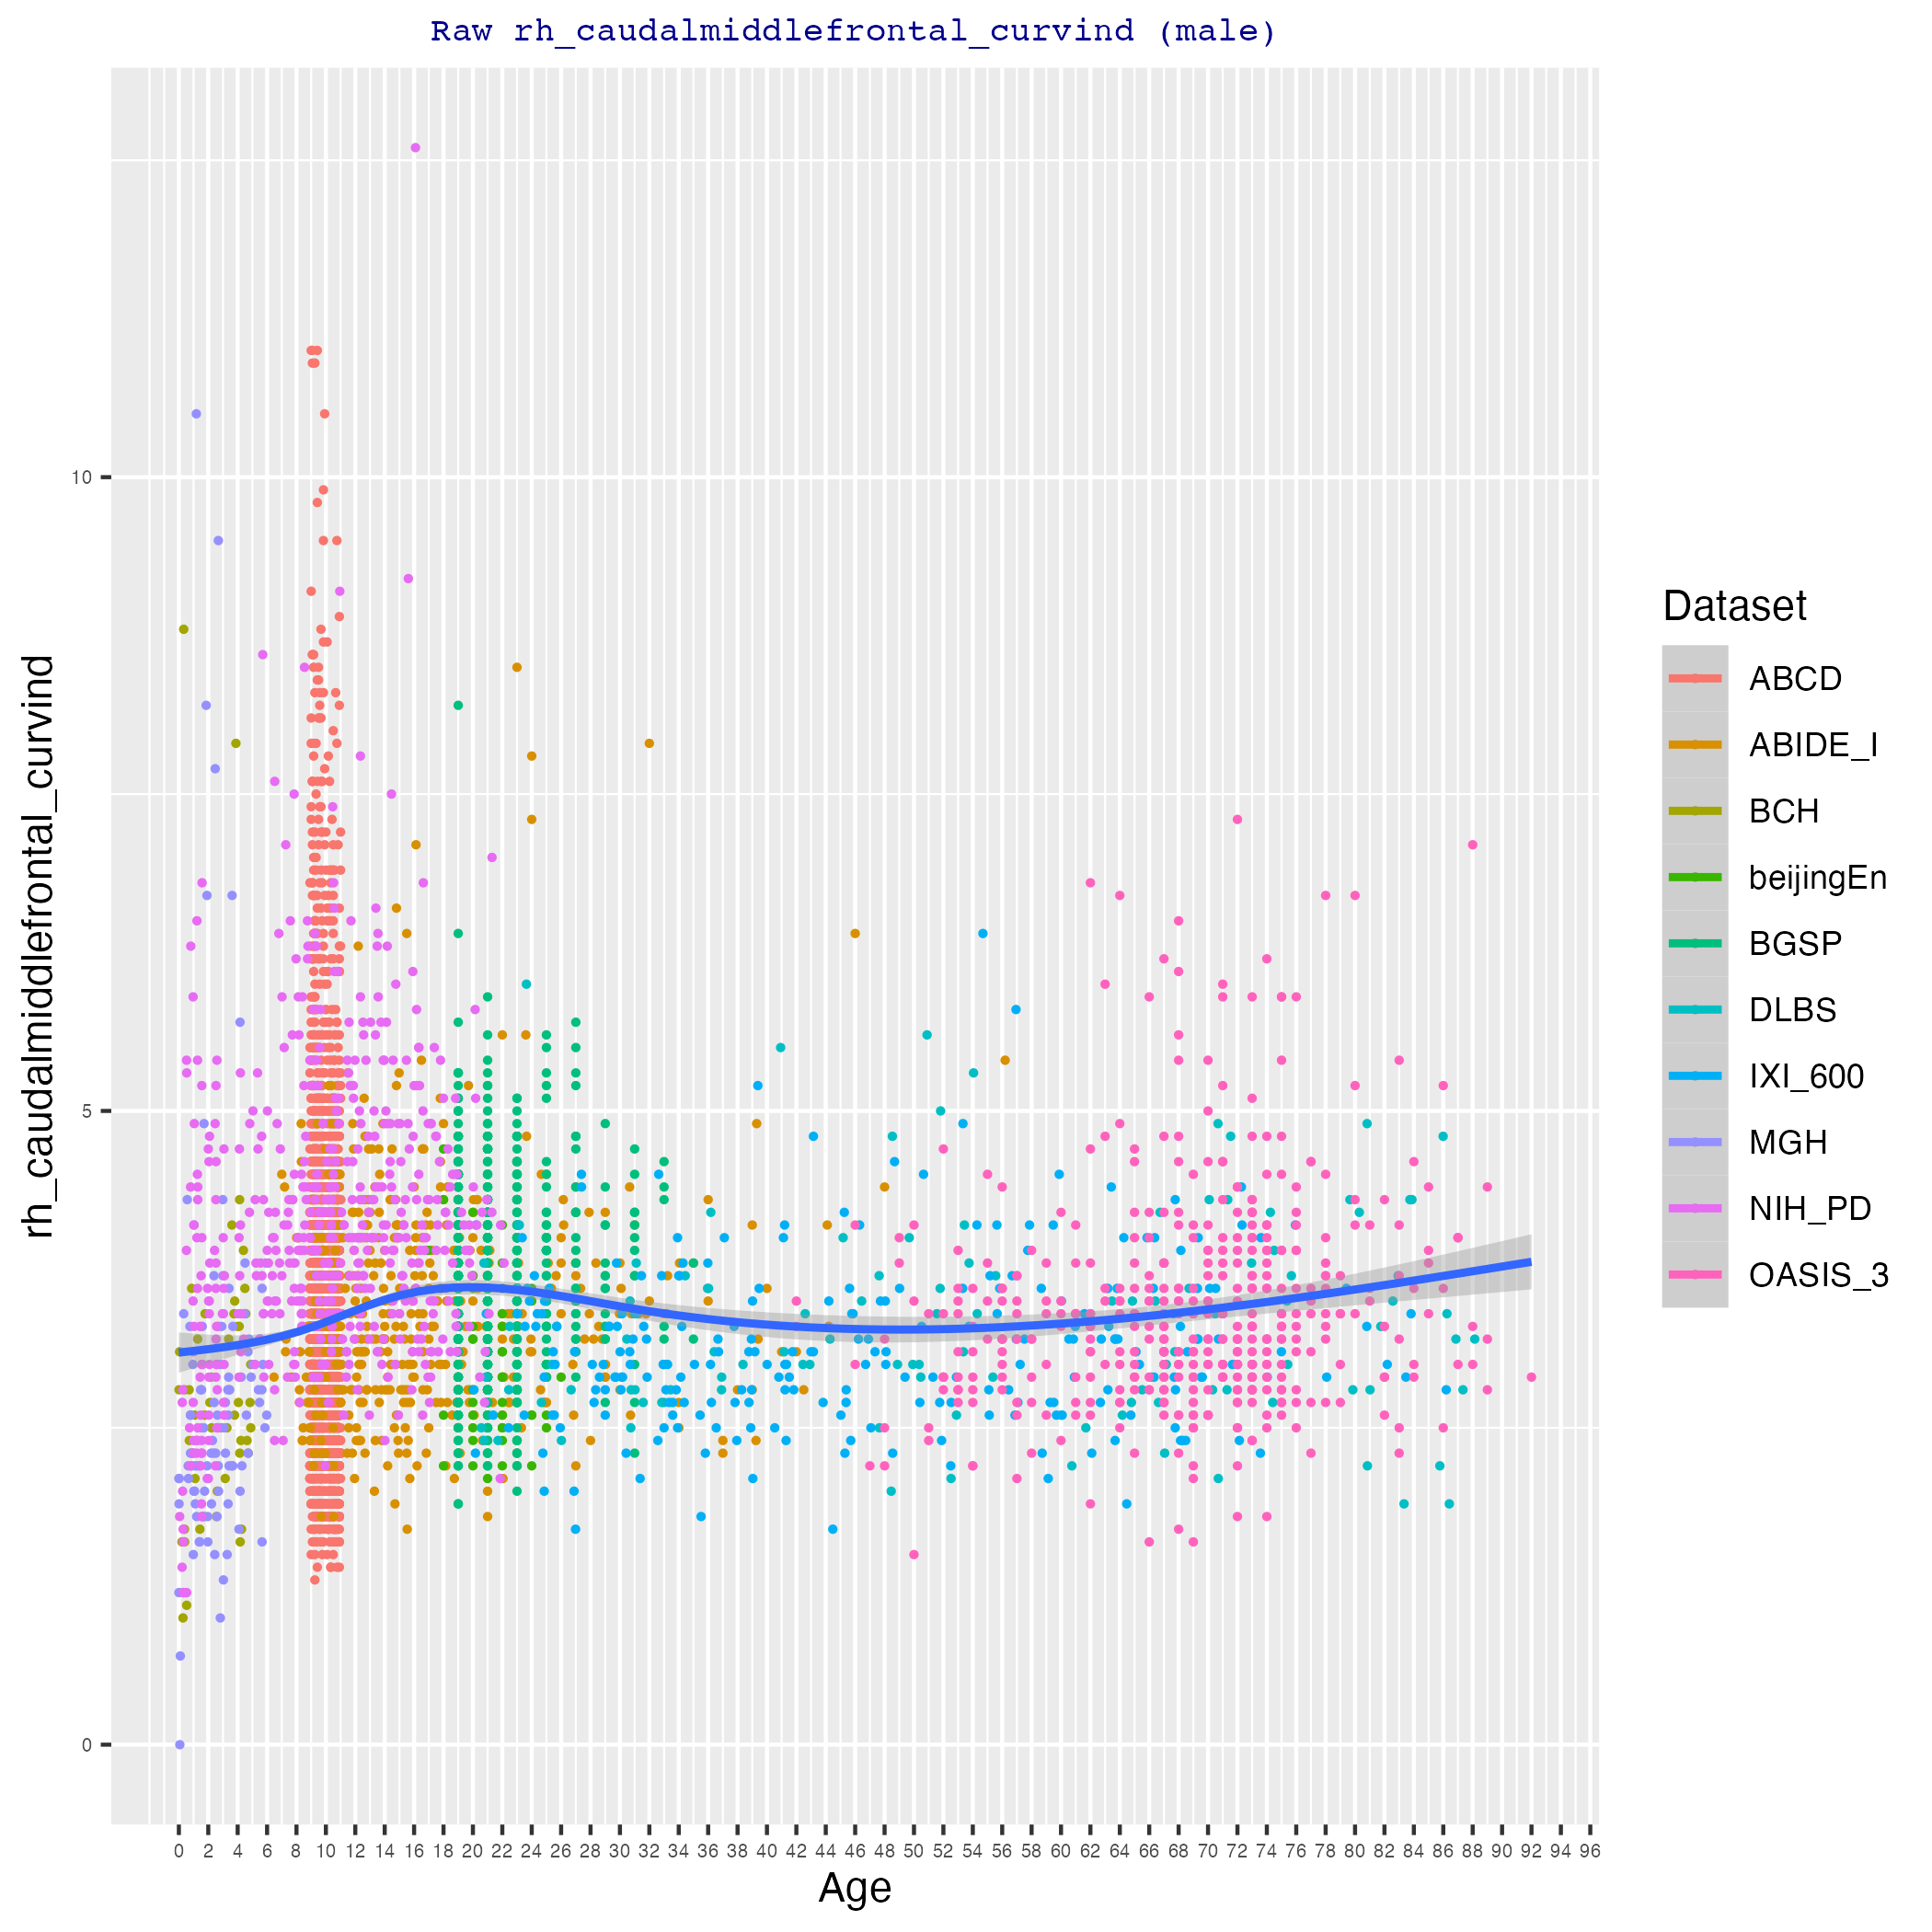 Raw rh_caudalmiddlefrontal_curvind (male)
rh_caudalmiddlefrontal_curvind
10
5
0
0 2 4 6 8 10 12 14 16 18 20 22 24 26 28 30 32 34 36 38 40 42 44 46 48 50 52 54 56 58 60 62 64 66 68 70 72 74 76 78 80 82 84 86 88 90 92 94 96
Age
Dataset
ABCD
ABIDE_I
BCH
beijingEn
BGSP
DLBS
IXI_600
MGH
NIH_PD
OASIS_3